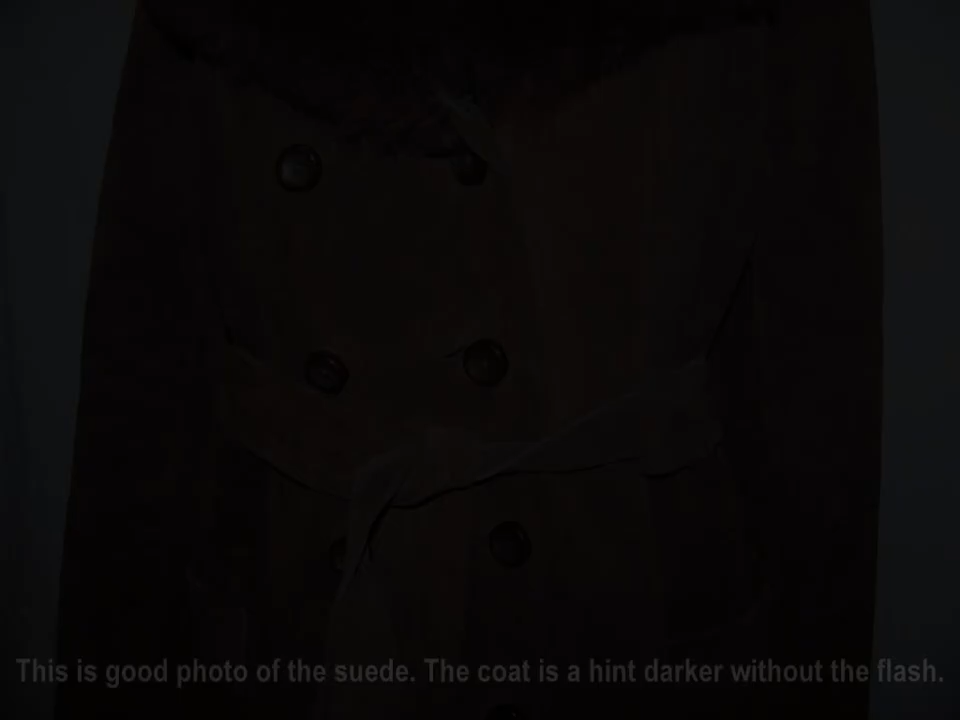 This is good photo of the suede. The coat is a hint darker without the flash.